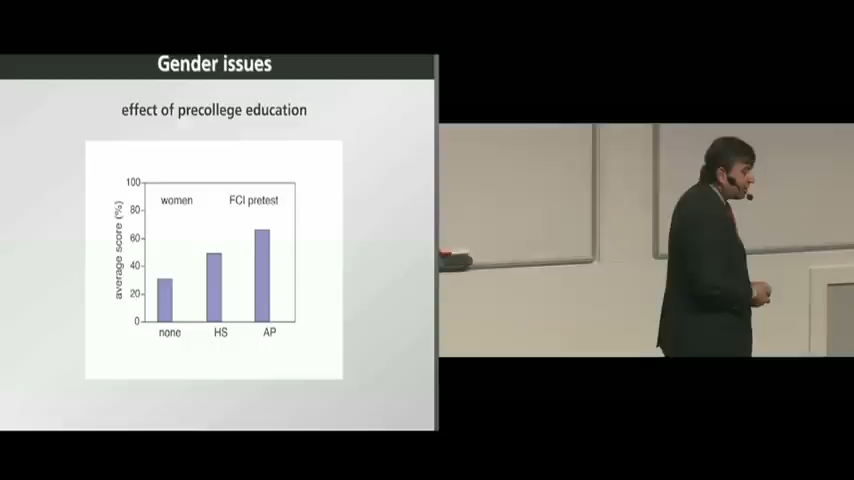 Gender issues
effect of precollege education
women FCI pretest
average score (%)
100
80
60
40
20
0
none HS AP